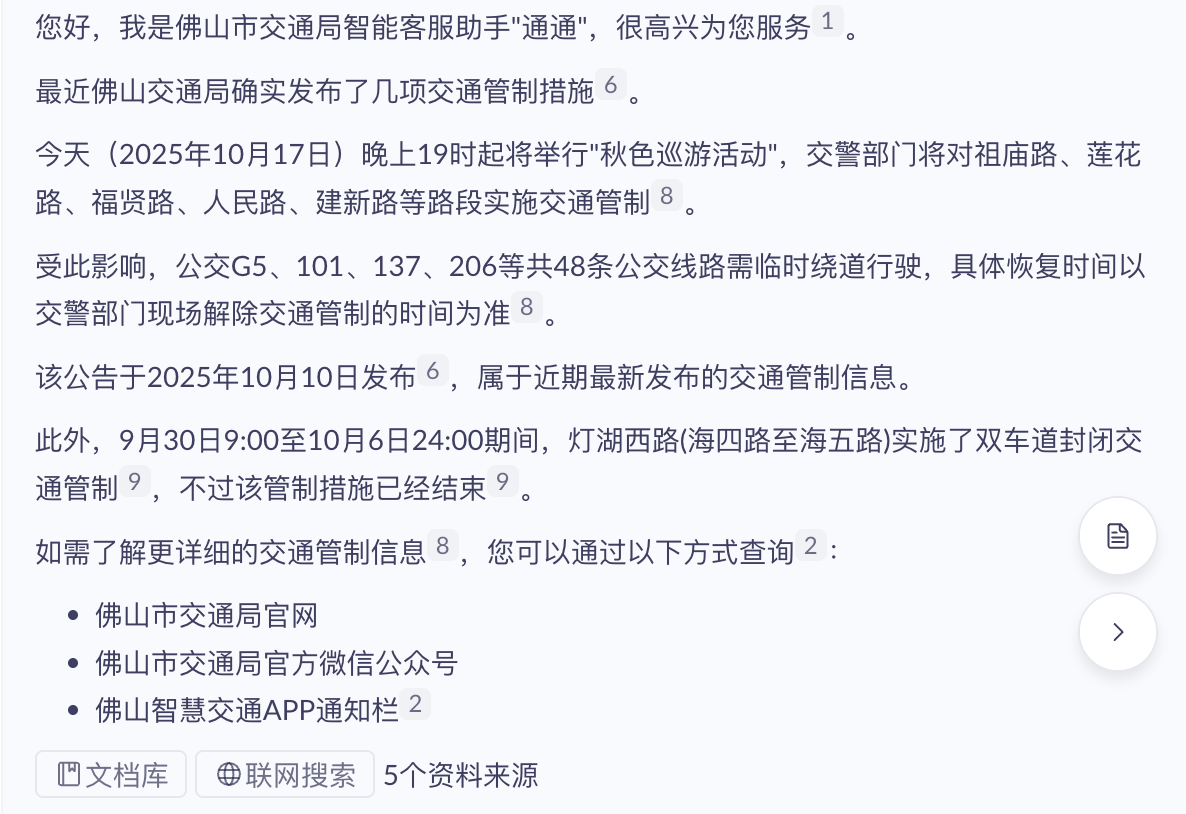 您好，我是佛山市交通局智能客服助手"通通"，很高兴为您服务 1 。
最近佛山交通局确实发布了几项交通管制措施 6 。
今天（2025年10月17日）晚上19时起将举行"秋色巡游活动"，交警部门将对祖庙路、莲花
路、福贤路、人民路、建新路等路段实施交通管制 8 。
受此影响，公交G5、101、137、206等共48条公交线路需临时绕道行驶，具体恢复时间以
交警部门现场解除交通管制的时间为准 8 。
该公告于2025年10月10日发布 6 ，属于近期最新发布的交通管制信息。
此外，9月30日9:00至10月6日24:00期间，灯湖西路(海四路至海五路)实施了双车道封闭交
通管制 9 ，不过该管制措施已经结束 9 。
如需了解更详细的交通管制信息 8 ，您可以通过以下方式查询 2 ：
• 佛山市交通局官网
• 佛山市交通局官方微信公众号
• 佛山智慧交通APP通知栏 2
文档库 联网搜索 5个资料来源